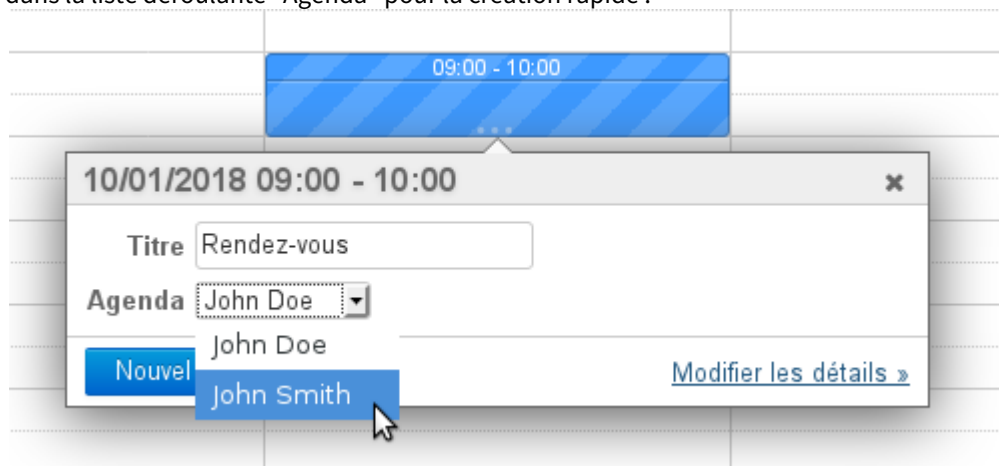 dans la liste déroulante "Agenda" pour la création rapide :
09:00 - 10:00
10/01/2018 09:00 - 10:00
Titre Rendez-vous
Agenda John Doe
John Doe
Nouvel
Modifier les détails »
John Smith